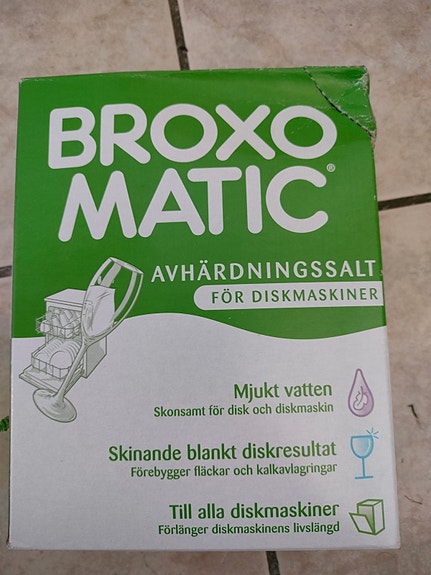 BROXO
MATIC®
AVHÄRDNINGSSALT
FÖR DISKMASKINER
Mjukt vatten
Skonsamt för disk och diskmaskin
Skinande blankt diskresultat
Förebygger fläckar och kalkavlagringar
Till alla diskmaskiner
Förlänger diskmaskinens livslängd